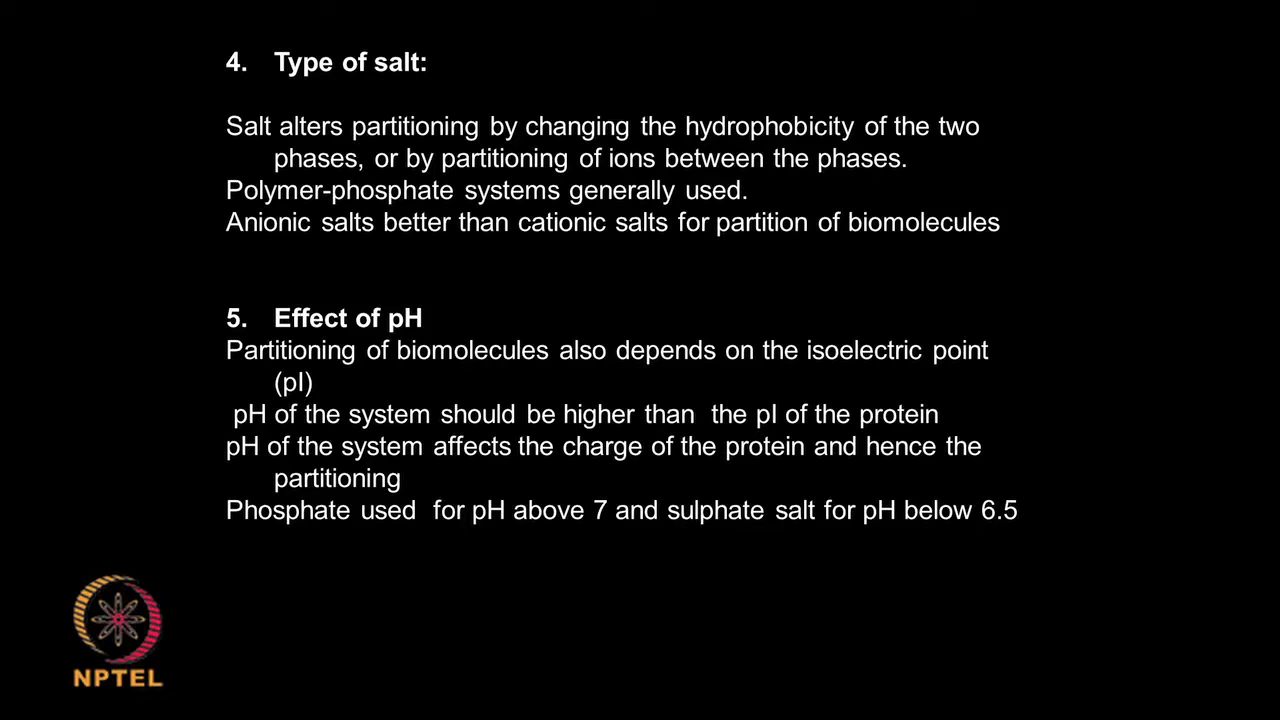 4. Type of salt:
Salt alters partitioning by changing the hydrophobicity of the two
phases, or by partitioning of ions between the phases.
Polymer-phosphate systems generally used.
Anionic salts better than cationic salts for partition of biomolecules
5. Effect of pH
Partitioning of biomolecules also depends on the isoelectric point
(pI)
pH of the system should be higher than the pI of the protein
pH of the system affects the charge of the protein and hence the
partitioning
Phosphate used for pH above 7 and sulphate salt for pH below 6.5
NPTEL